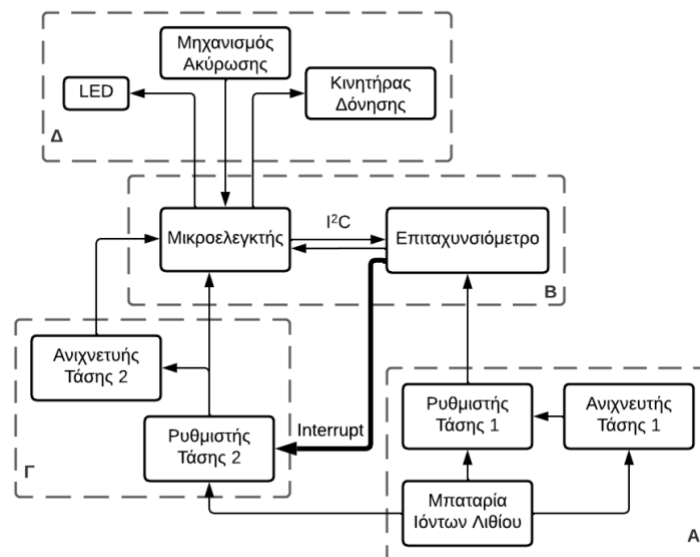 Μηχανισμός
Ακύρωσης
LED
Κινητήρας
Δόνησης
Δ
Μικροελεγκτής
I²C
Επιταχυνσιόμετρο
Β
Ανιχνετυής
Τάσης 2
Ρυθμιστής
Τάσης 2
Interrupt
Γ
Ρυθμιστής
Τάσης 1
Ανιχνευτής
Τάσης 1
Μπαταρία
Ιόντων Λιθίου
Α